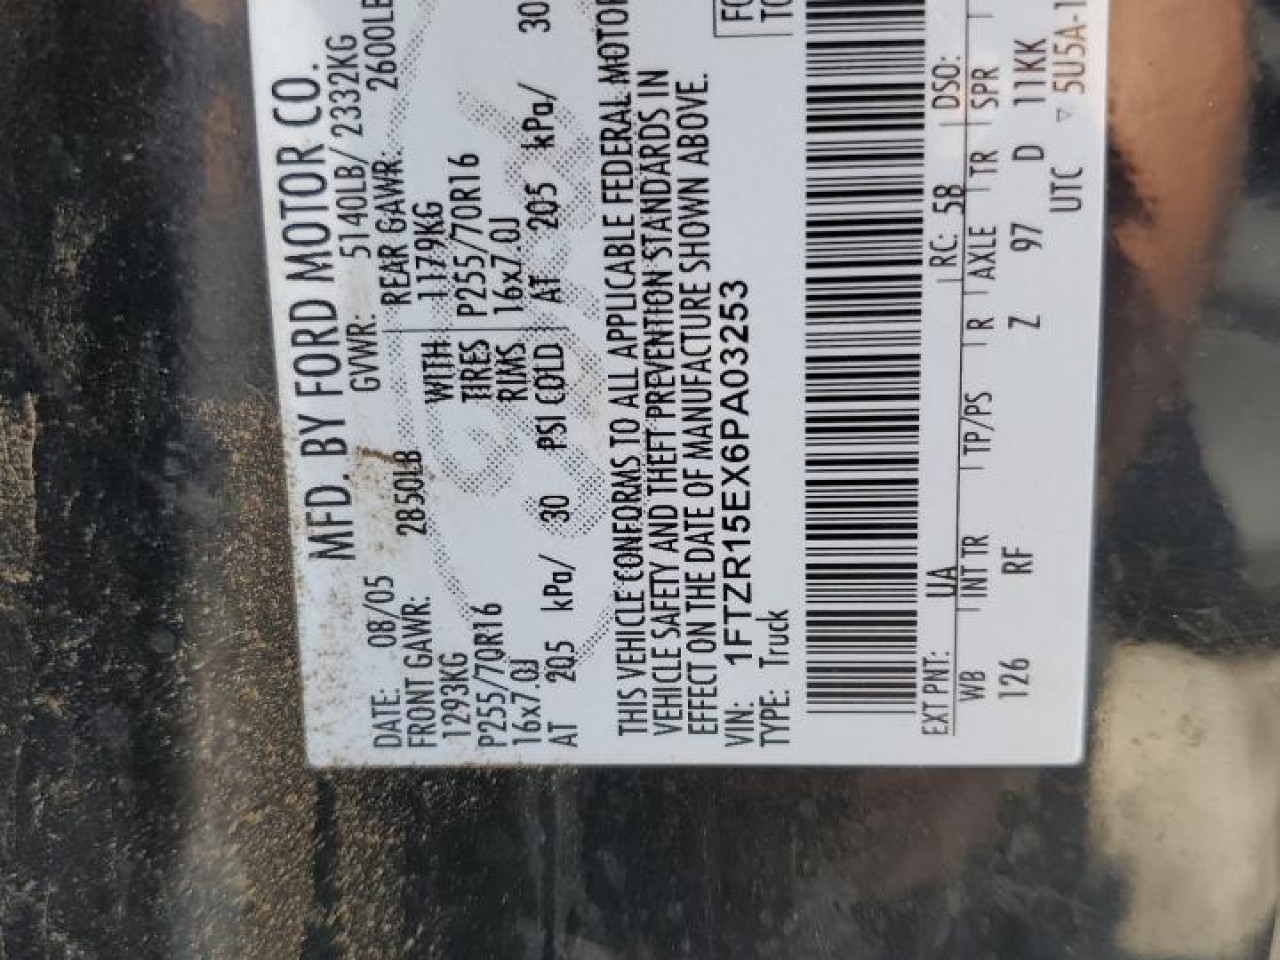 MFD. BY FORD MOTOR CO.
DATE: 08/05 GVWR: 5140LB/ 2332KG
FRONT GAWR: 2850LB REAR GAWR: 2600LB
1293KG WITH 1179KG
P255/70R16 TIRES P255/70R16
16x7.0J RIMS 16x7.0J
AT 205 kPa/ 30 PSI COLD AT 205 kPa/ 30
THIS VEHICLE CONFORMS TO ALL APPLICABLE FEDERAL MOTOR
VEHICLE SAFETY AND THEFT PREVENTION STANDARDS IN
EFFECT ON THE DATE OF MANUFACTURE SHOWN ABOVE.
VIN: 1FTZR15EX6PA03253
TYPE: Truck
EXT PNT: UA RC: 5B DSO:
WB INT TR TP/PS R AXLE TR SPR
126 RF Z 97 D 11KK
UTC ▽ 5U5A-1